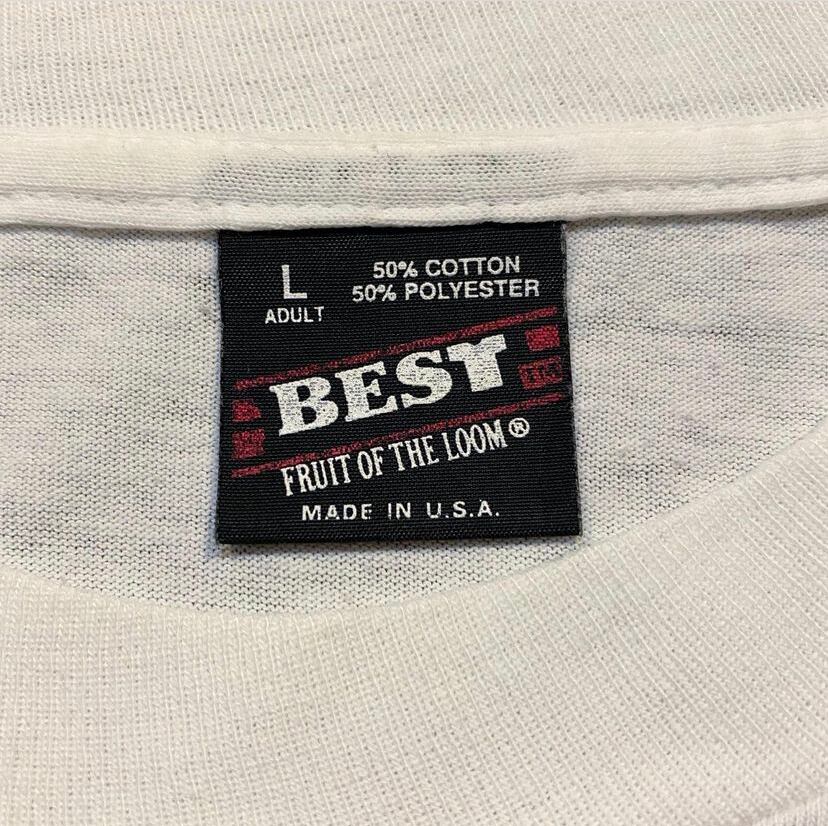 L
ADULT
50% COTTON
50% POLYESTER
BEST
FRUIT OF THE LOOM®
MADE IN U.S.A.